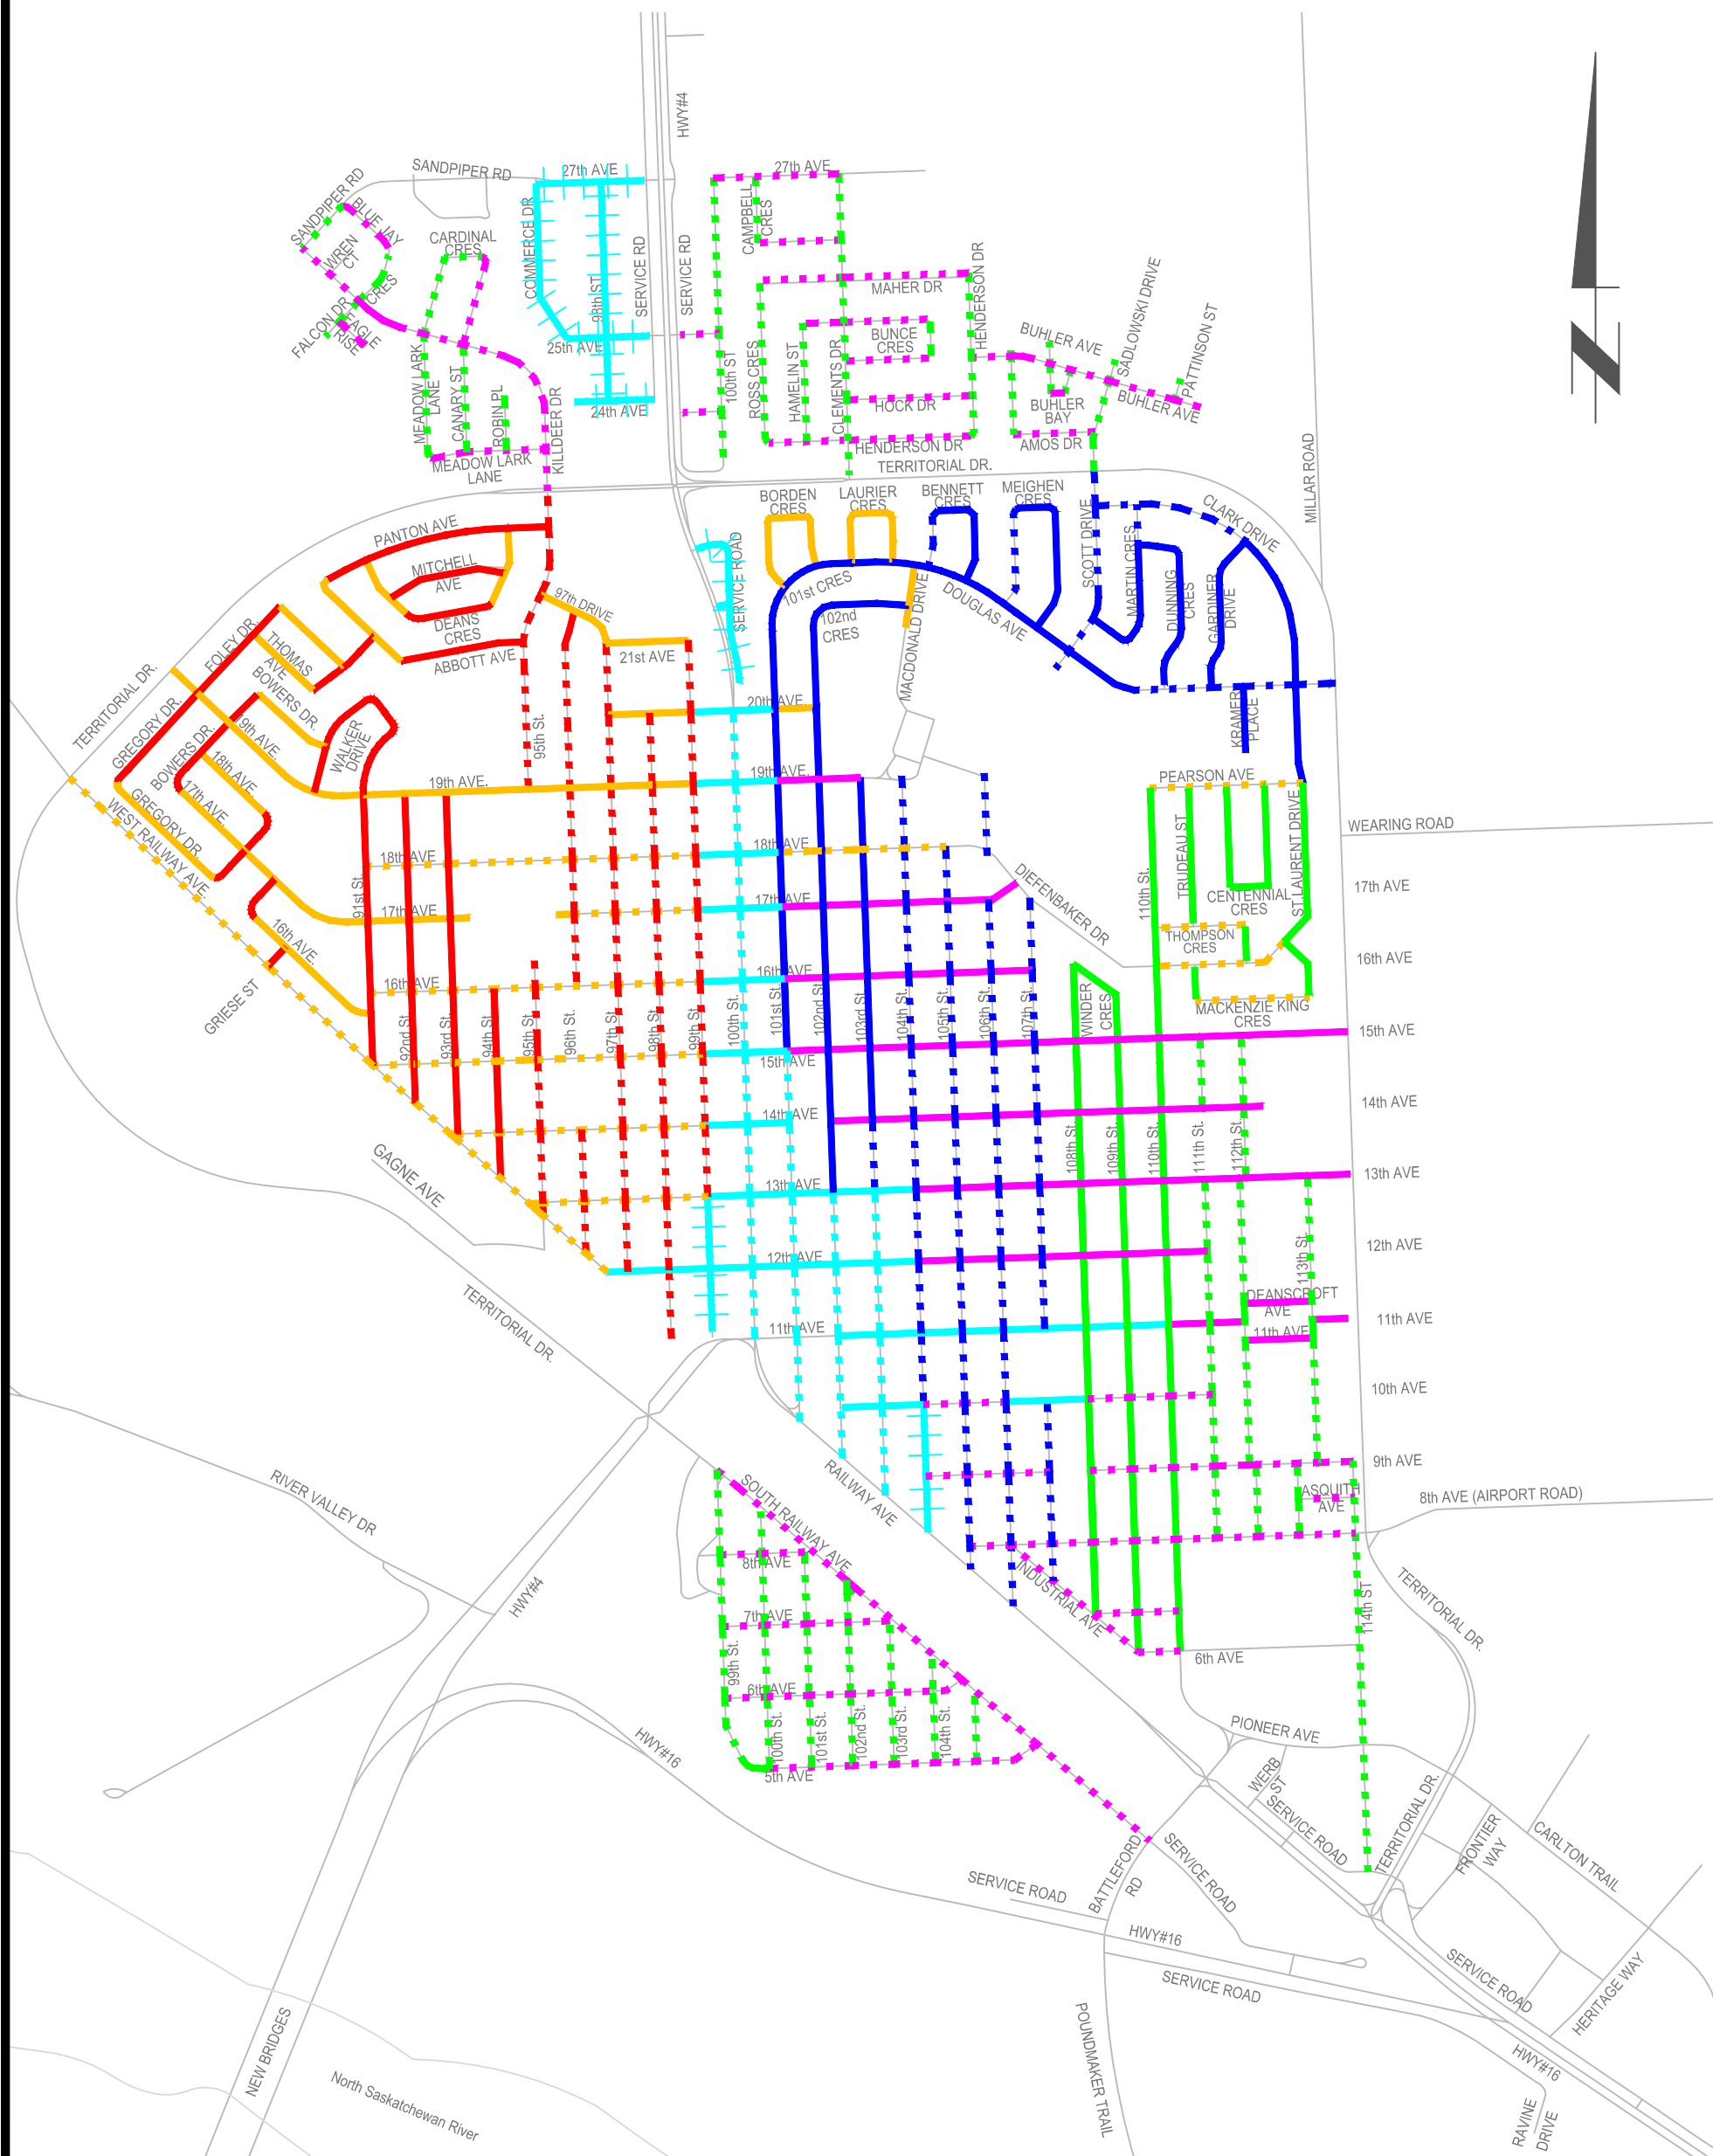 HWY#4
27th AVE
27th AVE
SANDPIPER RD
SANDPIPER RD
BLUE JAY
CRES
WREN
CT
CARDINAL
CRES
COMMERCE DR
98th ST
SERVICE RD
SERVICE RD
CAMPBELL
CRES
FALCON DR
EAGLE
RISE
25th AVE
24th AVE
MEADOW LARK
LANE
CANARY ST
ROBIN PL
KILLDEER DR
MEADOW LARK
LANE
100th ST
ROSS CRES
HAMELIN ST
CLEMENTS DR
MAHER DR
BUNCE
CRES
HOCK DR
HENDERSON DR
HENDERSON DR
BUHLER AVE
SADLOWSKI DRIVE
PATTINSON ST
BUHLER AVE
BUHLER
BAY
AMOS DR
TERRITORIAL DR.
MILLAR ROAD
PANTON AVE
MITCHELL
AVE
DEANS
CRES
ABBOTT AVE
97th DRIVE
21st AVE
SERVICE ROAD
BORDEN
CRES
LAURIER
CRES
BENNETT
CRES
MEIGHEN
CRES
101st CRES
102nd
CRES
MACDONALD DRIVE
DOUGLAS AVE
SCOTT DRIVE
MARTIN CRES
DUNNING
CRES
GARDINER
DRIVE
CLARK DRIVE
KRAMER
PLACE
FOLEY DR.
THOMAS
AVE
BOWERS DR.
TERRITORIAL DR.
GREGORY DR.
9th AVE.
BOWERS DR.
WALKER
DRIVE
18th AVE
17th AVE
GREGORY DR.
WEST RAILWAY AVE.
95th St.
20th AVE.
19th AVE.
19th AVE.
18th AVE
18th AVE
17th AVE
17th AVE
91st St.
16th AVE.
16th AVE
16th AVE
GRIESE ST
DIEFENBAKER DR
PEARSON AVE
110th St.
TRUDEAU ST
CENTENNIAL
CRES
ST.LAURENT DRIVE
THOMPSON
CRES
MACKENZIE KING
CRES
WEARING ROAD
17th AVE
16th AVE
15th AVE
14th AVE
13th AVE
12th AVE
11th AVE
10th AVE
9th AVE
92nd St.
93rd St.
94th St.
95th St.
96th St.
97th St.
98th St.
99th St.
100th St.
101st St.
102nd St.
103rd St.
104th St.
105th St.
106th St.
107th St.
WINDER
CRES
15th AVE
14th AVE
13th AVE
12th AVE
11th AVE
108th St.
109th St.
110th St.
111th St.
112th St.
113th St.
DEANSCROFT
AVE
11th AVE
ASQUITH
AVE
8th AVE (AIRPORT ROAD)
GAGNE AVE
TERRITORIAL DR.
RIVER VALLEY DR
HWY#4
SOUTH RAILWAY AVE
RAILWAY AVE
INDUSTRIAL AVE
8th AVE
7th AVE
6th AVE
5th AVE
99th St.
100th St.
101st St.
102nd St.
103rd St.
104th St.
6th AVE
114th ST
TERRITORIAL DR.
PIONEER AVE
WERB
ST
SERVICE ROAD
TERRITORIAL DR.
FRONTIER
WAY
CARLTON TRAIL
HWY#16
SERVICE ROAD
BATTLEFORD
RD
SERVICE ROAD
HWY#16
SERVICE ROAD
SERVICE ROAD
HERITAGE WAY
HWY#16
POUNDMAKER TRAIL
RAVINE
DRIVE
NEW BRIDGES
North Saskatchewan River